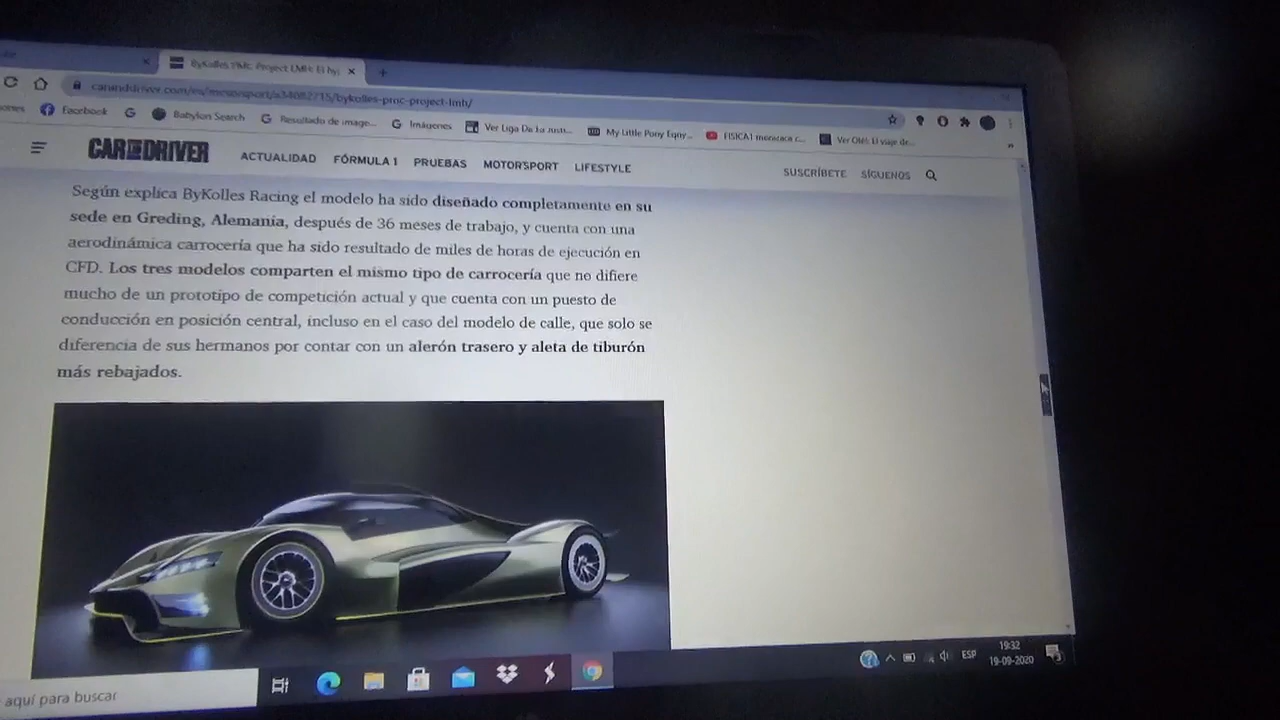 ByKolles PMC Project LMH: El hy
caranddriver.com/es/motorsport/a34082715/bykolles-pmc-project-lmh/
Facebook
G
Babylon Search
Resultado de image...
Imágenes
Ver Liga De La Justi...
My Little Pony Eqny...
FISICA I mecanica c...
Ver Olé: El viaje de...
CAR AND DRIVER
ACTUALIDAD FÓRMULA 1 PRUEBAS MOTORSPORT LIFESTYLE
SUSCRÍBETE SÍGUENOS
Según explica ByKolles Racing el modelo ha sido diseñado completamente en su
sede en Greding, Alemania, después de 36 meses de trabajo, y cuenta con una
aerodinámica carrocería que ha sido resultado de miles de horas de ejecución en
CFD. Los tres modelos comparten el mismo tipo de carrocería que no difiere
mucho de un prototipo de competición actual y que cuenta con un puesto de
conducción en posición central, incluso en el caso del modelo de calle, que solo se
diferencia de sus hermanos por contar con un alerón trasero y aleta de tiburón
más rebajados.
aquí para buscar
ESP
19:32
19-09-2020